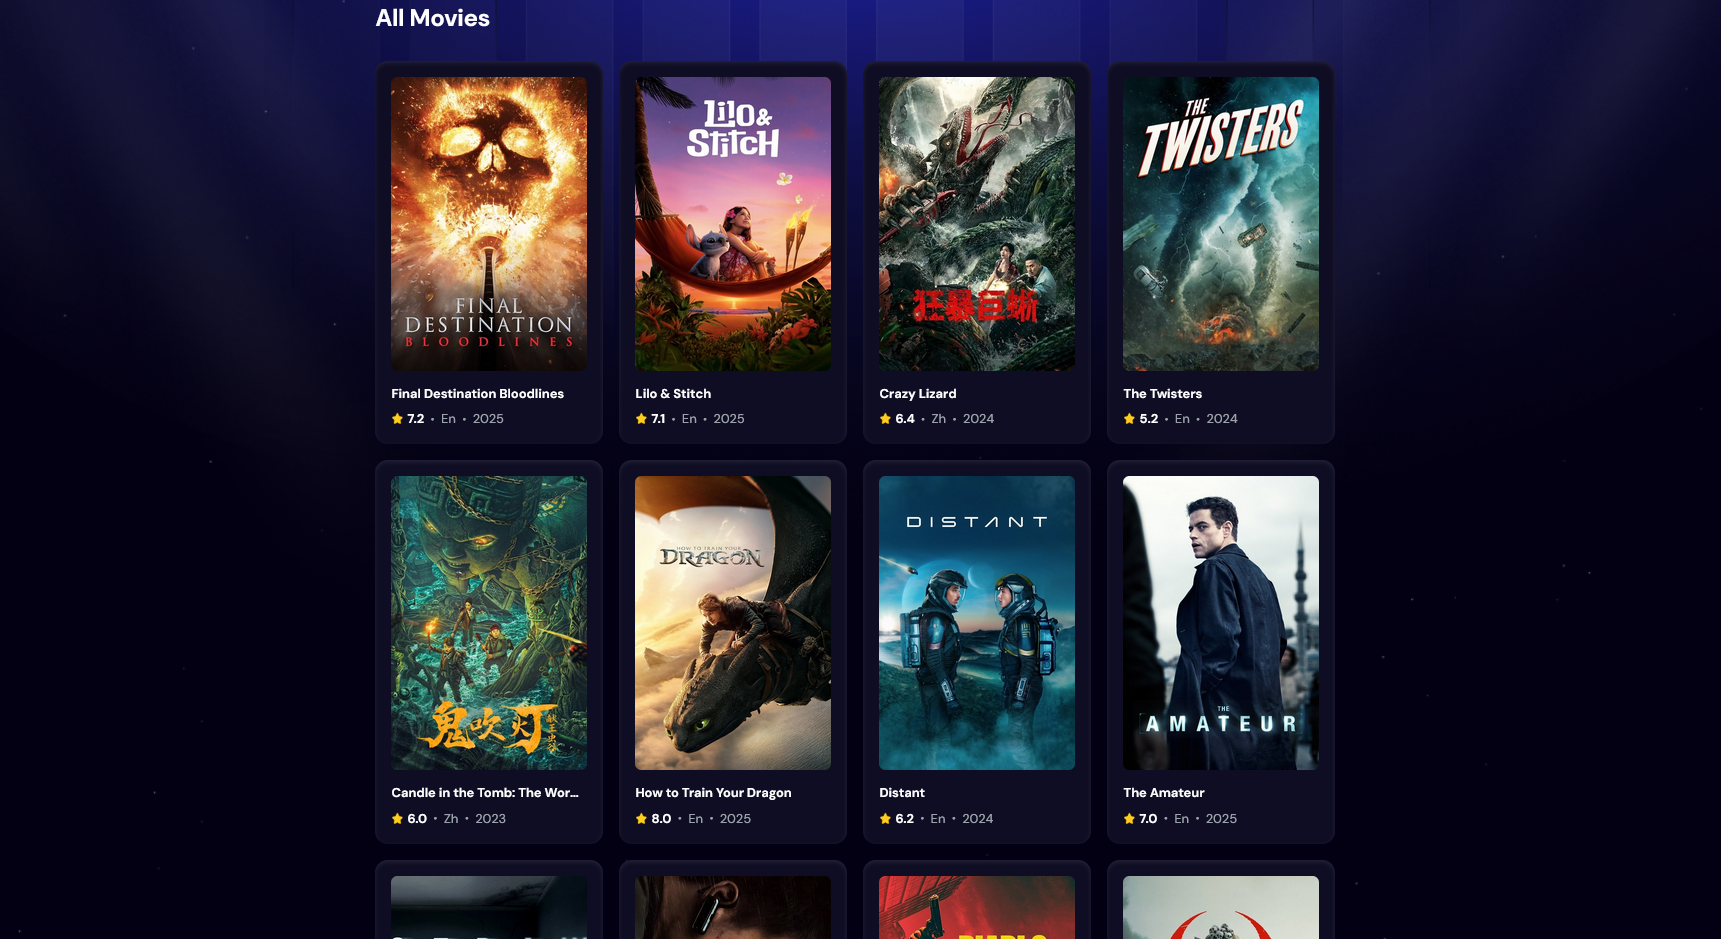 All Movies
FINAL
DESTINATION
BLOODLINES
Final Destination Bloodlines
7.2 • En • 2025
Lilo &
Stitch
Lilo & Stitch
7.1 • En • 2025
狂暴巨蜥
Crazy Lizard
6.4 • Zh • 2024
THE
TWISTERS
The Twisters
5.2 • En • 2024
鬼吹灯
献王虫谷
Candle in the Tomb: The Wor...
6.0 • Zh • 2023
HOW TO TRAIN YOUR
DRAGON
How to Train Your Dragon
8.0 • En • 2025
DISTANT
Distant
6.2 • En • 2024
THE
AMATEUR
The Amateur
7.0 • En • 2025